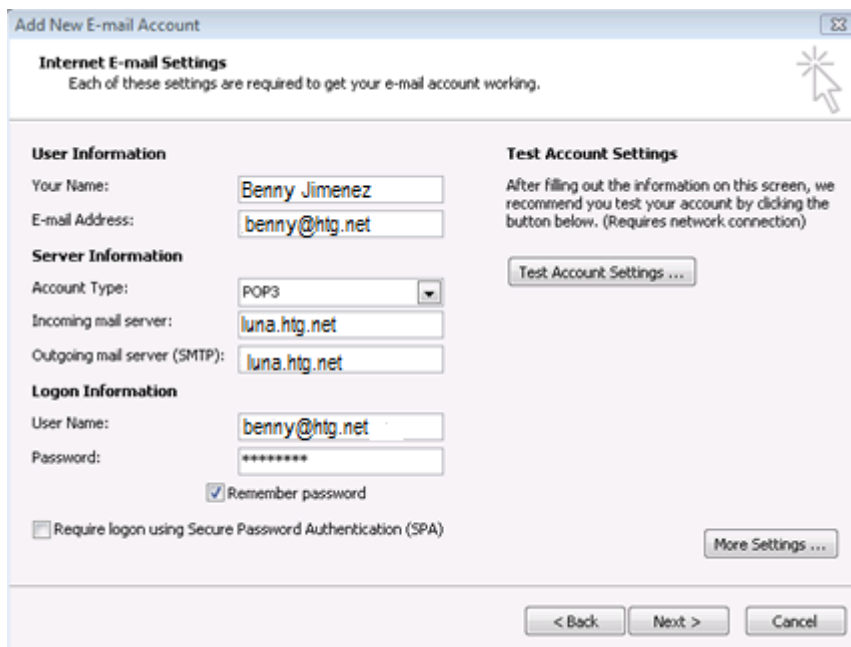 Add New E-mail Account
Internet E-mail Settings
Each of these settings are required to get your e-mail account working.
User Information
Your Name:
Benny Jimenez
E-mail Address:
benny@htg.net
Server Information
Account Type:
POP3
Incoming mail server:
luna.htg.net
Outgoing mail server (SMTP):
luna.htg.net
Logon Information
User Name:
benny@htg.net
Password:
********
Remember password
Require logon using Secure Password Authentication (SPA)
Test Account Settings
After filling out the information on this screen, we
recommend you test your account by clicking the
button below. (Requires network connection)
Test Account Settings ...
More Settings ...
< Back
Next >
Cancel